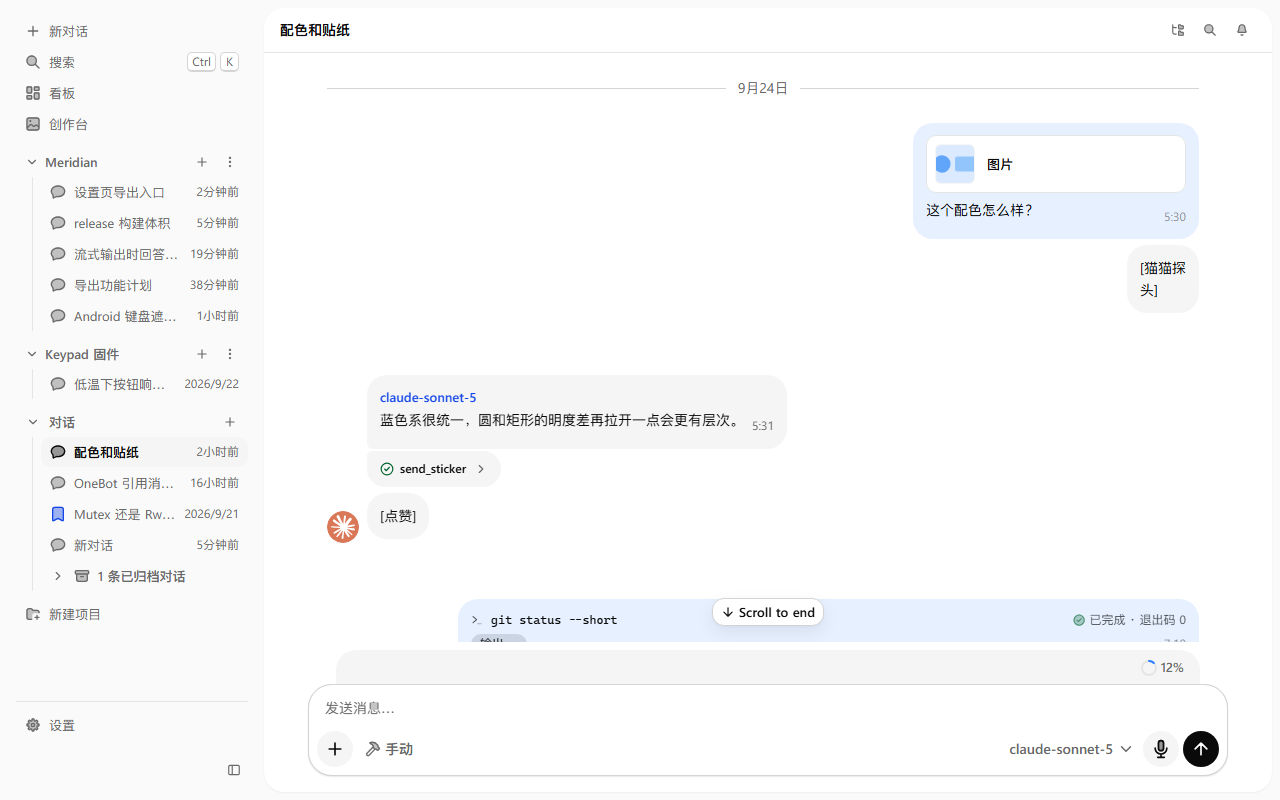 新对话
搜索 Ctrl K
看板
创作台
Meridian
设置页导出入口 2分钟前
release 构建体积 5分钟前
流式输出时回答… 19分钟前
导出功能计划 38分钟前
Android 键盘遮… 1小时前
Keypad 固件
低温下按钮响… 2026/9/22
对话
配色和贴纸 2小时前
OneBot 引用消… 16小时前
Mutex 还是 Rw… 2026/9/21
新对话 5分钟前
1 条已归档对话
新建项目
设置
配色和贴纸
9月24日
图片
这个配色怎么样？ 5:30
[猫猫探
头]
claude-sonnet-5
蓝色系很统一，圆和矩形的明度差再拉开一点会更有层次。 5:31
send_sticker
[点赞]
git status --short 已完成 · 退出码 0
Scroll to end
12%
发送消息…
手动 claude-sonnet-5